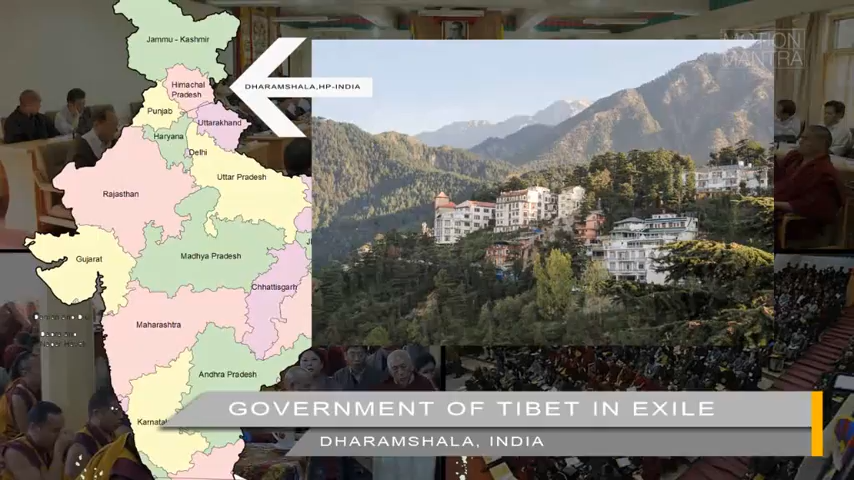 MOTION
MANTRA
Jammu - Kashmir
Himachal
Pradesh
DHARAMSHALA,HP-INDIA
Punjab
Uttarakhand
Haryana
Delhi
Uttar Pradesh
Rajasthan
Gujarat
Madhya Pradesh
Chhattisgarh
Maharashtra
Andhra Pradesh
GOVERNMENT OF TIBET IN EXILE
Karnatak
DHARAMSHALA, INDIA